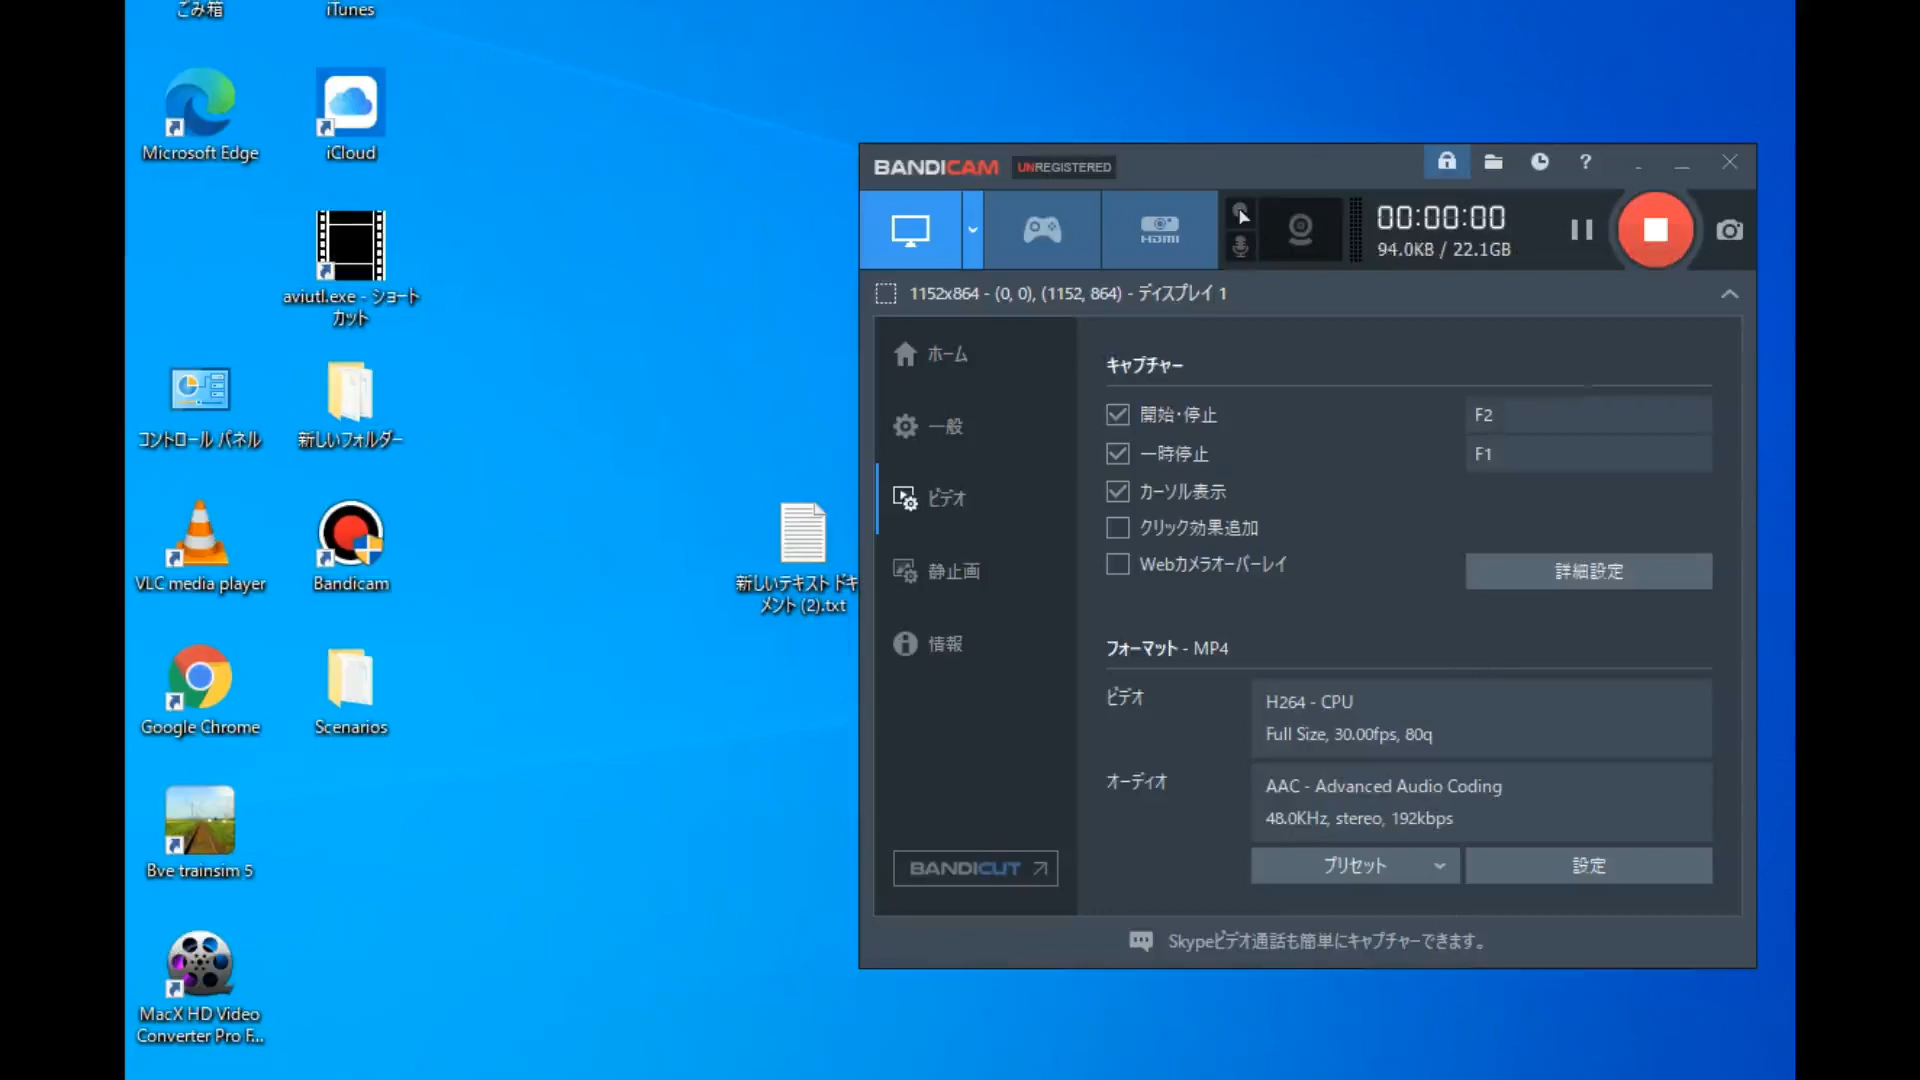 ごみ箱
iTunes
Microsoft Edge
iCloud
aviutl.exe - ショート
カット
コントロール パネル
新しいフォルダー
VLC media player
Bandicam
新しいテキスト ドキ
メント (2).txt
Google Chrome
Scenarios
Bve trainsim 5
MacX HD Video
Converter Pro F...
BANDICAM UNREGISTERED
?
HDMI
00:00:00
94.0KB / 22.1GB
1152x864 - (0, 0), (1152, 864) - ディスプレイ 1
ホーム
一般
ビデオ
静止画
情報
BANDICUT
キャプチャー
開始・停止
F2
一時停止
F1
カーソル表示
クリック効果追加
Webカメラオーバーレイ
詳細設定
フォーマット - MP4
ビデオ
H264 - CPU
Full Size, 30.00fps, 80q
オーディオ
AAC - Advanced Audio Coding
48.0KHz, stereo, 192kbps
プリセット
設定
Skypeビデオ通話も簡単にキャプチャーできます。